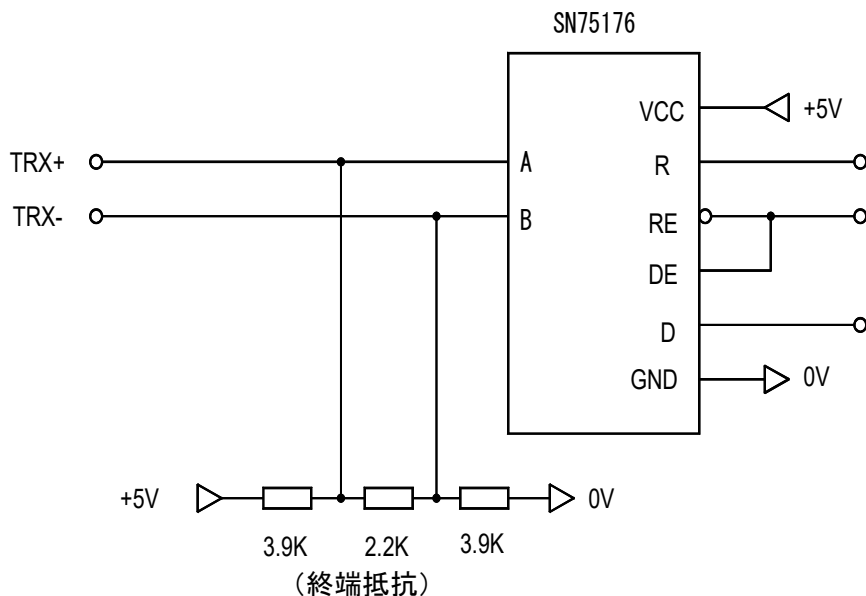 SN75176
VCC
+5V
TRX+
A
R
TRX-
B
RE
DE
D
GND
0V
+5V
0V
3.9K
2.2K
3.9K
(終端抵抗)